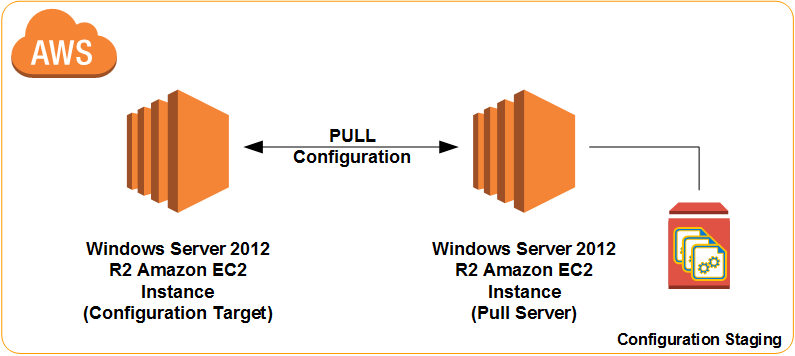 AWS
PULL
Configuration
Windows Server 2012
R2 Amazon EC2
Instance
(Configuration Target)
Windows Server 2012
R2 Amazon EC2
Instance
(Pull Server)
Configuration Staging